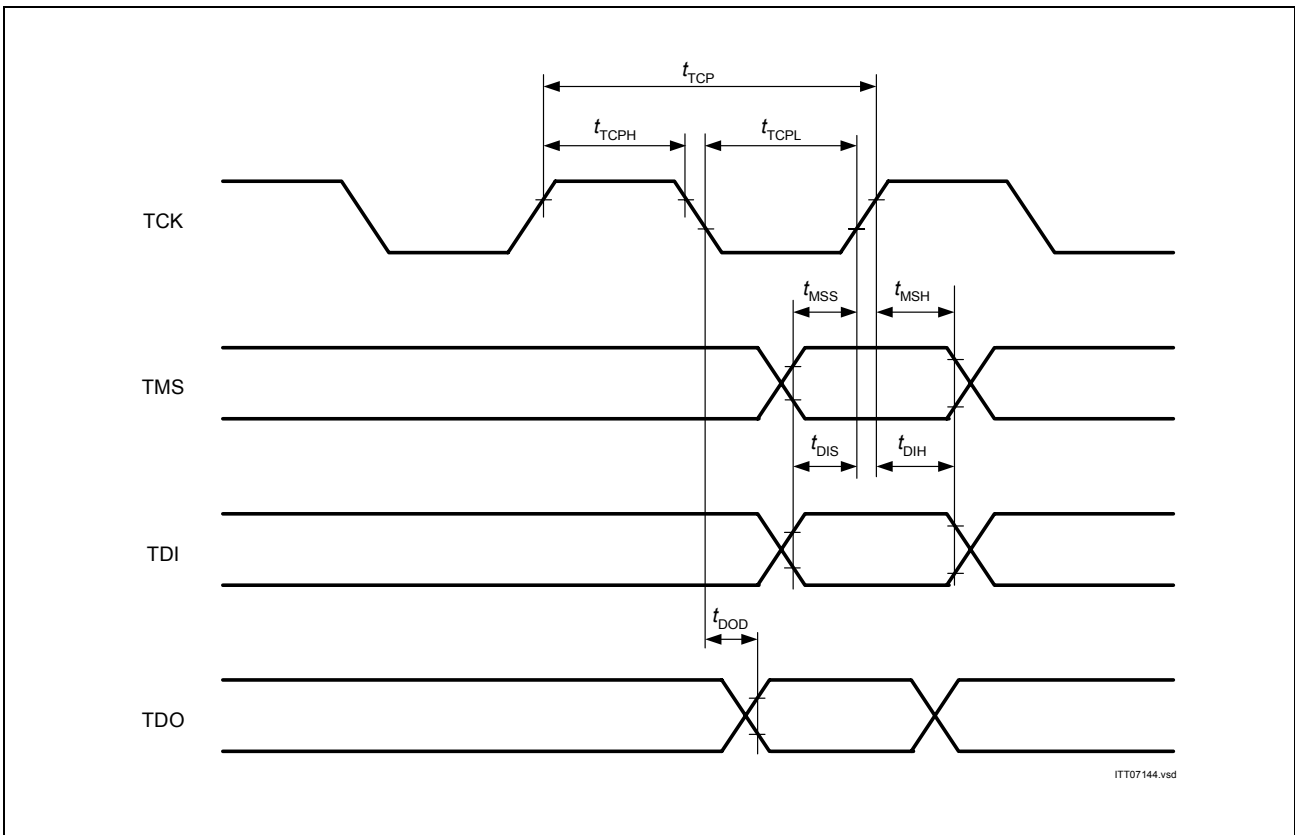 tTCP
tTCPH tTCPL
TCK
tMSS tMSH
TMS
tDIS tDIH
TDI
tDOD
TDO
ITT07144.vsd